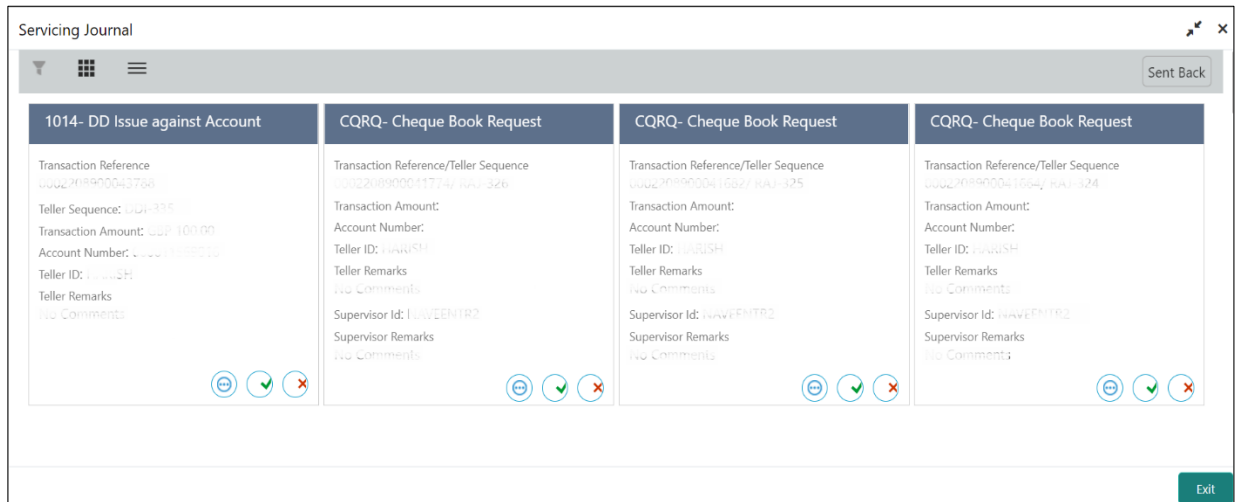 Servicing Journal
Sent Back
1014- DD Issue against Account
Transaction Reference
Teller Sequence:
Transaction Amount:
Account Number:
Teller ID:
Teller Remarks
No Comments
CQRQ- Cheque Book Request
Transaction Reference/Teller Sequence
Transaction Amount:
Account Number:
Teller ID: HARISH
Teller Remarks
No Comments
Supervisor Id: NAVEENTR2
Supervisor Remarks
No Comments
CQRQ- Cheque Book Request
Transaction Reference/Teller Sequence
Transaction Amount:
Account Number:
Teller ID: HARISH
Teller Remarks
No Comments
Supervisor Id: NAVEENTR2
Supervisor Remarks
No Comments
CQRQ- Cheque Book Request
Transaction Reference/Teller Sequence
Transaction Amount:
Account Number:
Teller ID: HARISH
Teller Remarks
No Comments
Supervisor Id: NAVEENTR2
Supervisor Remarks
No Comments
Exit